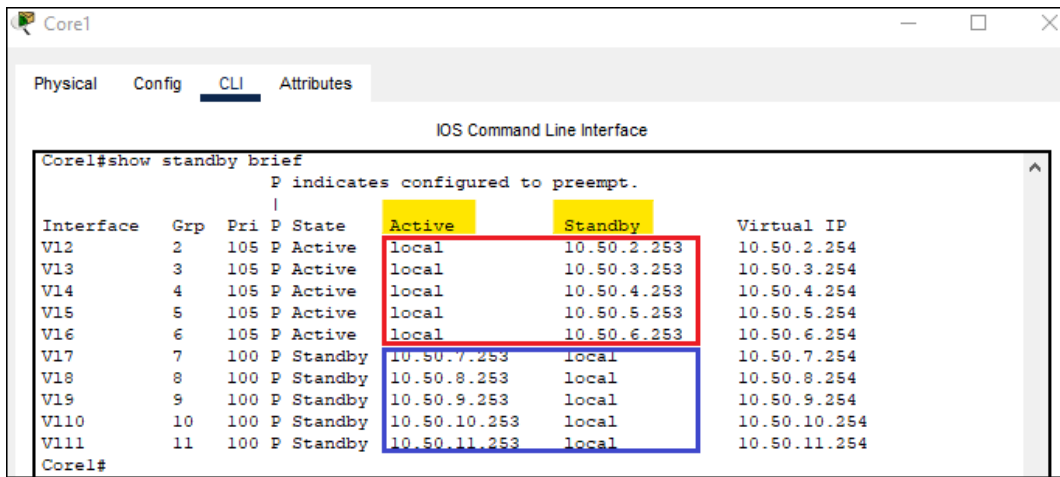 Core1
Physical Config CLI Attributes
IOS Command Line Interface
Core1#show standby brief
P indicates configured to preempt.
|
Interface Grp Pri P State Active Standby Virtual IP
Vl2 2 105 P Active local 10.50.2.253 10.50.2.254
Vl3 3 105 P Active local 10.50.3.253 10.50.3.254
Vl4 4 105 P Active local 10.50.4.253 10.50.4.254
Vl5 5 105 P Active local 10.50.5.253 10.50.5.254
Vl6 6 105 P Active local 10.50.6.253 10.50.6.254
Vl7 7 100 P Standby 10.50.7.253 local 10.50.7.254
Vl8 8 100 P Standby 10.50.8.253 local 10.50.8.254
Vl9 9 100 P Standby 10.50.9.253 local 10.50.9.254
Vl10 10 100 P Standby 10.50.10.253 local 10.50.10.254
Vl11 11 100 P Standby 10.50.11.253 local 10.50.11.254
Core1#